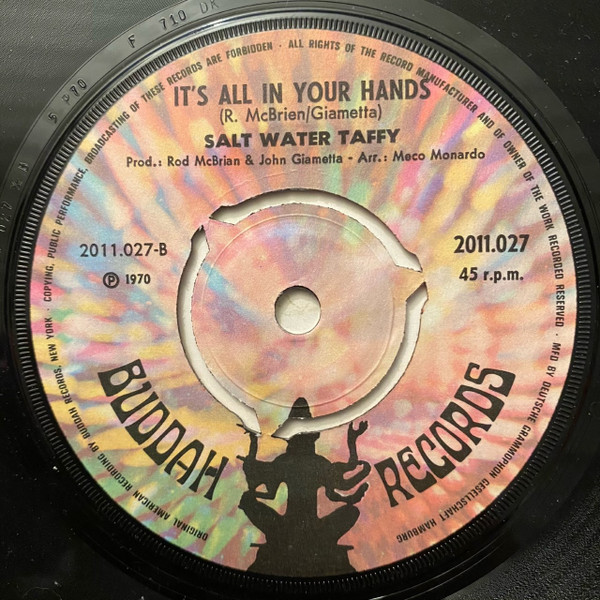 COPYING, PUBLIC PERFORMANCE, BROADCASTING OF THESE RECORDS ARE FORBIDDEN · ALL RIGHTS OF THE RECORD MANUFACTURER AND OF OWNER OF THE WORK RECORDED RESERVED · MFD BY DEUTSCHE GRAMMOPHON GESELLSCHAFT HAMBURG
ORIGINAL AMERICAN RECORDING BY BUDDAH RECORDS, NEW YORK ·
IT'S ALL IN YOUR HANDS
(R. McBrien/Giametta)
SALT WATER TAFFY
Prod.: Rod McBrian & John Giametta - Arr.: Meco Monardo
2011.027-B
2011.027
Ⓟ 1970
45 r.p.m.
BUDDAH RECORDS